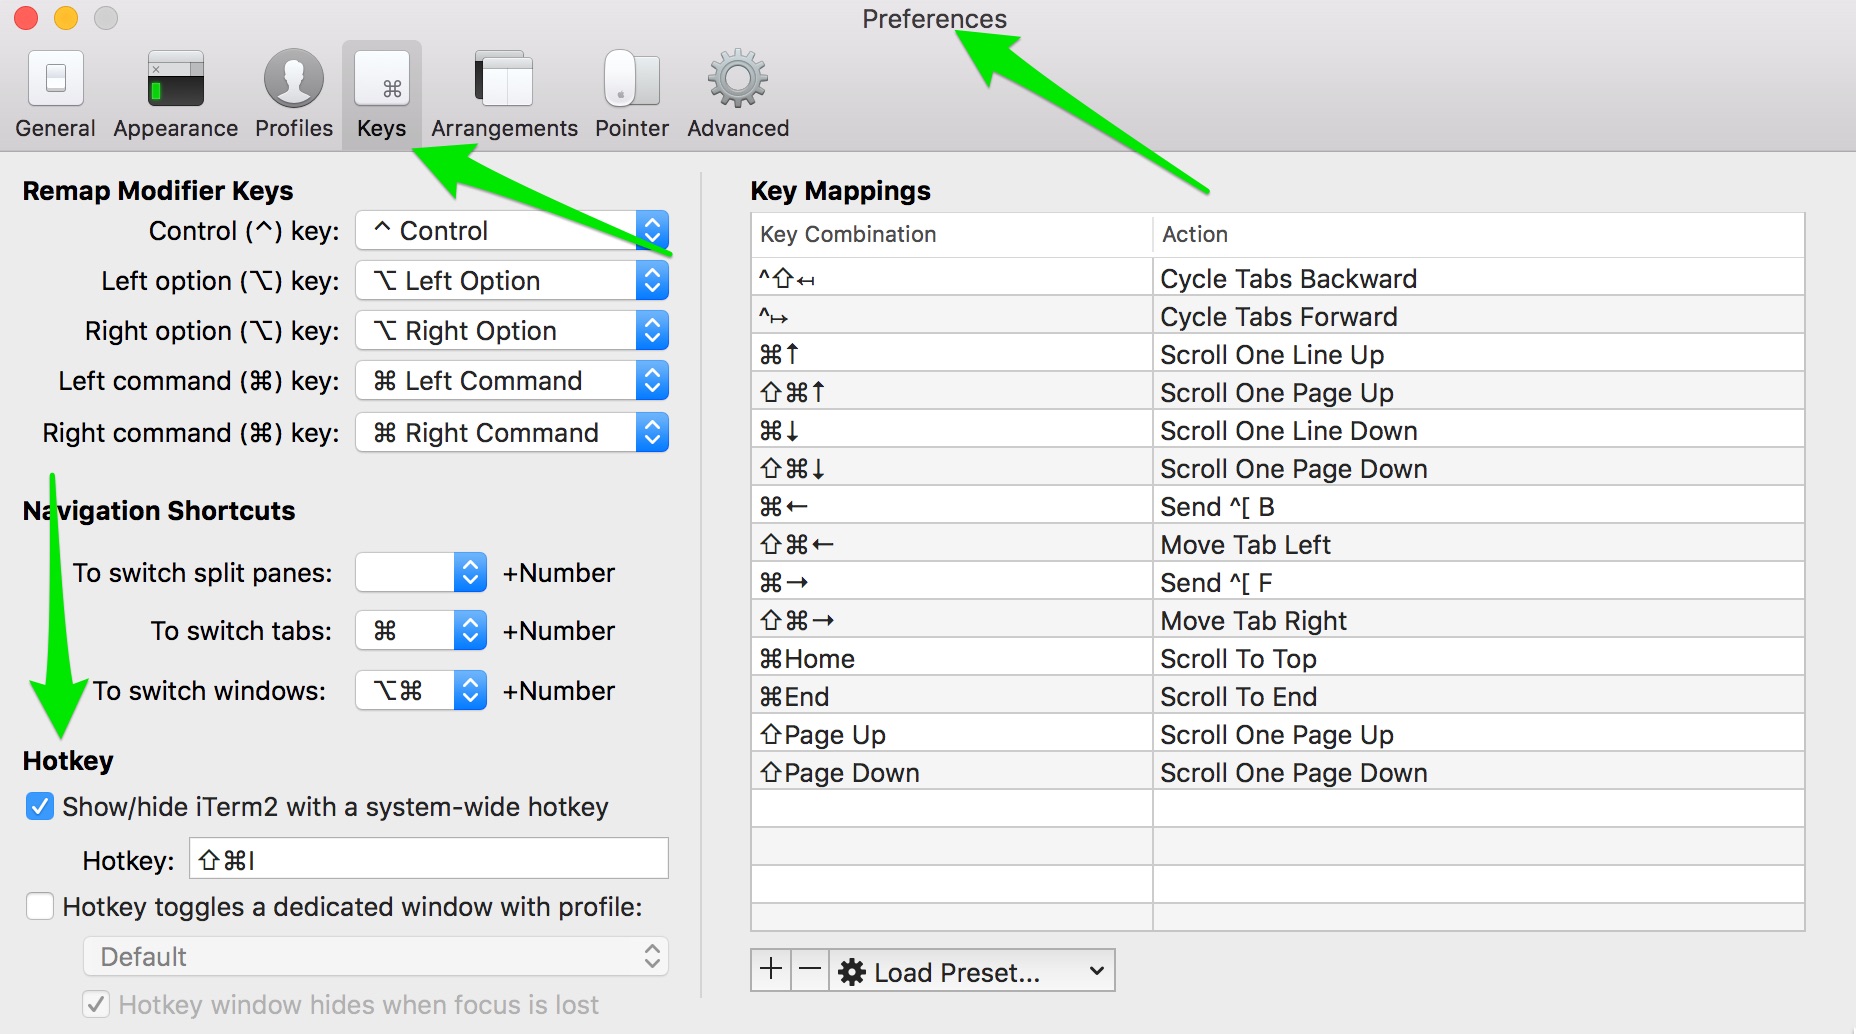 Preferences
General Appearance Profiles Keys Arrangements Pointer Advanced
Remap Modifier Keys
Control (^) key: ^ Control
Left option (⌥) key: ⌥ Left Option
Right option (⌥) key: ⌥ Right Option
Left command (⌘) key: ⌘ Left Command
Right command (⌘) key: ⌘ Right Command
Navigation Shortcuts
To switch split panes: +Number
To switch tabs: ⌘ +Number
To switch windows: ⌥⌘ +Number
Hotkey
Show/hide iTerm2 with a system-wide hotkey
Hotkey: ⇧⌘I
Hotkey toggles a dedicated window with profile:
Default
Hotkey window hides when focus is lost
Key Mappings
Key Combination Action
^⇧↤ Cycle Tabs Backward
^↦ Cycle Tabs Forward
⌘↑ Scroll One Line Up
⇧⌘↑ Scroll One Page Up
⌘↓ Scroll One Line Down
⇧⌘↓ Scroll One Page Down
⌘← Send ^[ B
⇧⌘← Move Tab Left
⌘→ Send ^[ F
⇧⌘→ Move Tab Right
⌘Home Scroll To Top
⌘End Scroll To End
⇧Page Up Scroll One Page Up
⇧Page Down Scroll One Page Down
+ − Load Preset...